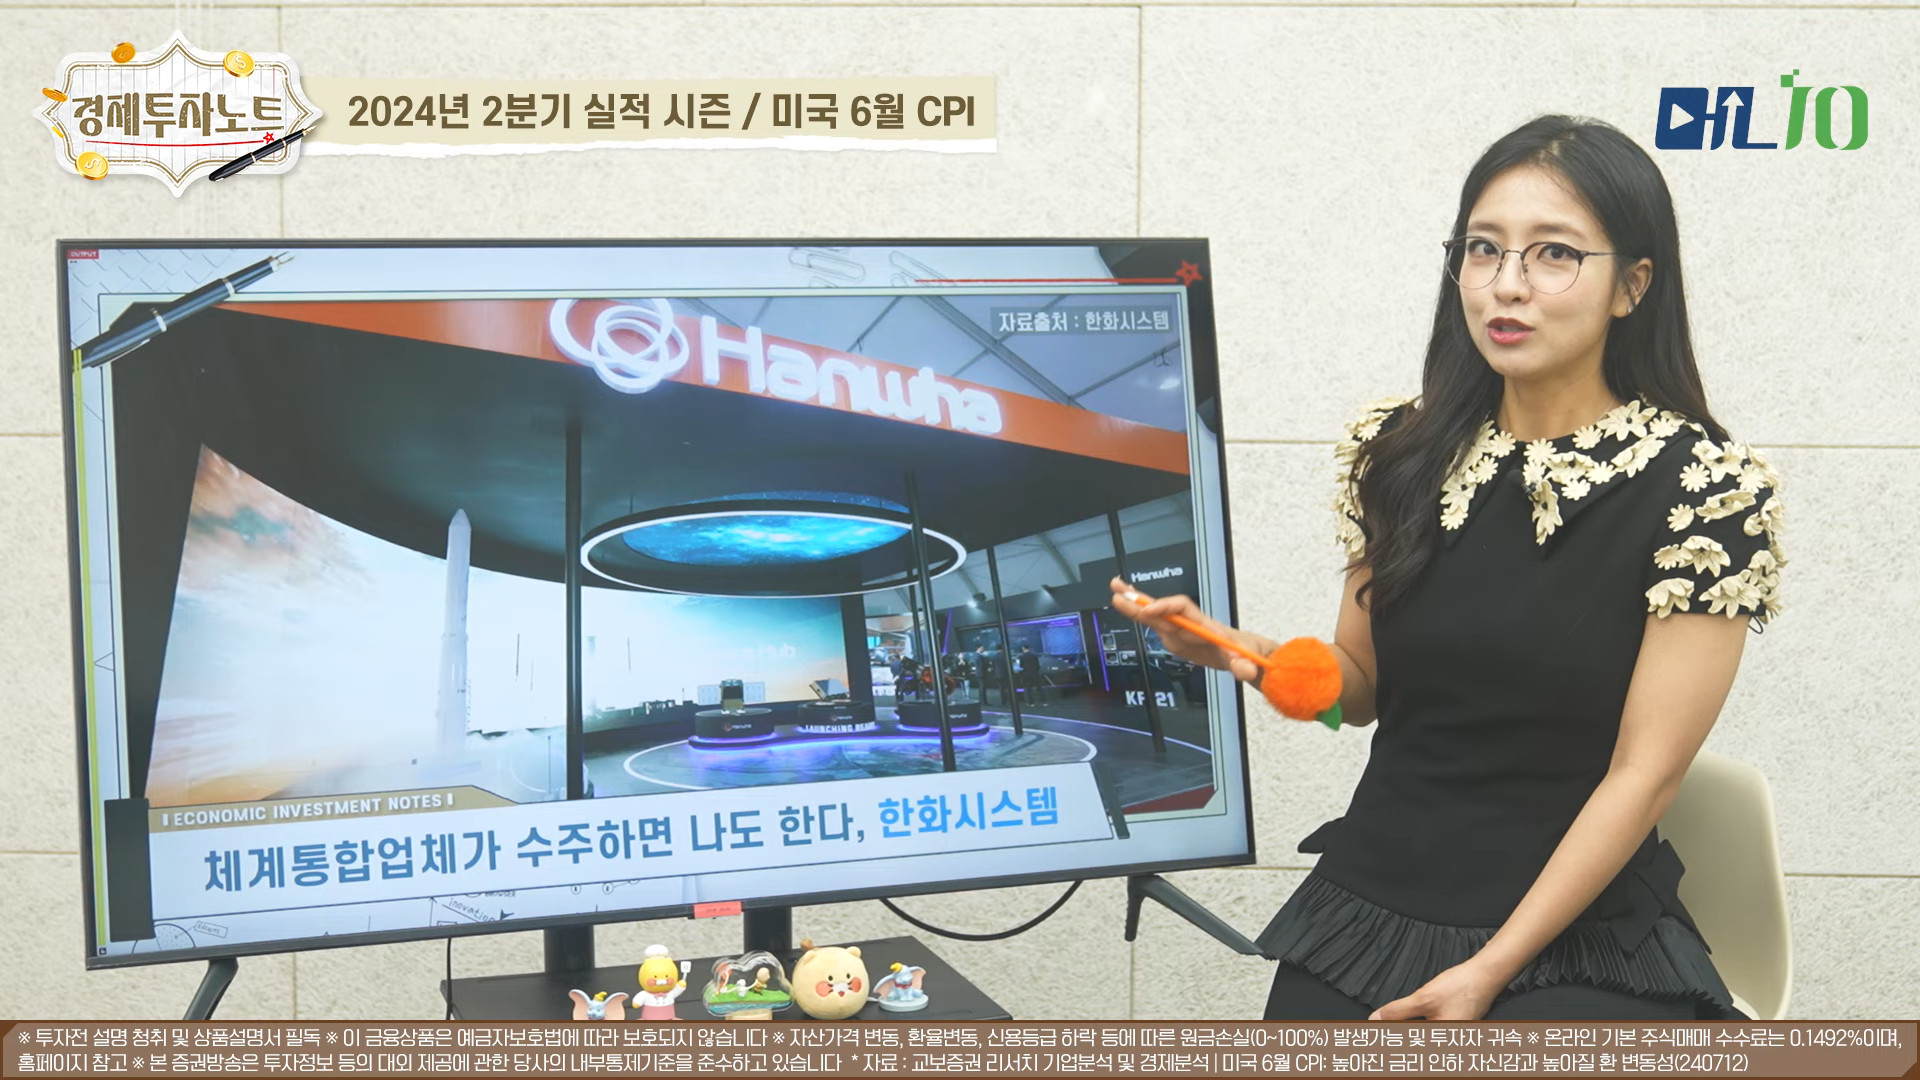 경제투자노트
2024년 2분기 실적 시즌 / 미국 6월 CPI
머니10
OUTPUT
자료출처 : 한화시스템
Hanwha
Hanwha
Hanwha
LAUNCHING
KF-21
ECONOMIC INVESTMENT NOTES
체계통합업체가 수주하면 나도 한다, 한화시스템
※ 투자전 설명 청취 및 상품설명서 필독 ※ 이 금융상품은 예금자보호법에 따라 보호되지 않습니다 ※ 자산가격 변동, 환율변동, 신용등급 하락 등에 따른 원금손실(0~100%) 발생가능 및 투자자 귀속 ※ 온라인 기본 주식매매 수수료는 0.1492%이며,
홈페이지 참고 ※ 본 증권방송은 투자정보 등의 대외 제공에 관한 당사의 내부통제기준을 준수하고 있습니다 * 자료 : 교보증권 리서치 기업분석 및 경제분석 | 미국 6월 CPI: 높아진 금리 인하 자신감과 높아질 환 변동성(240712)